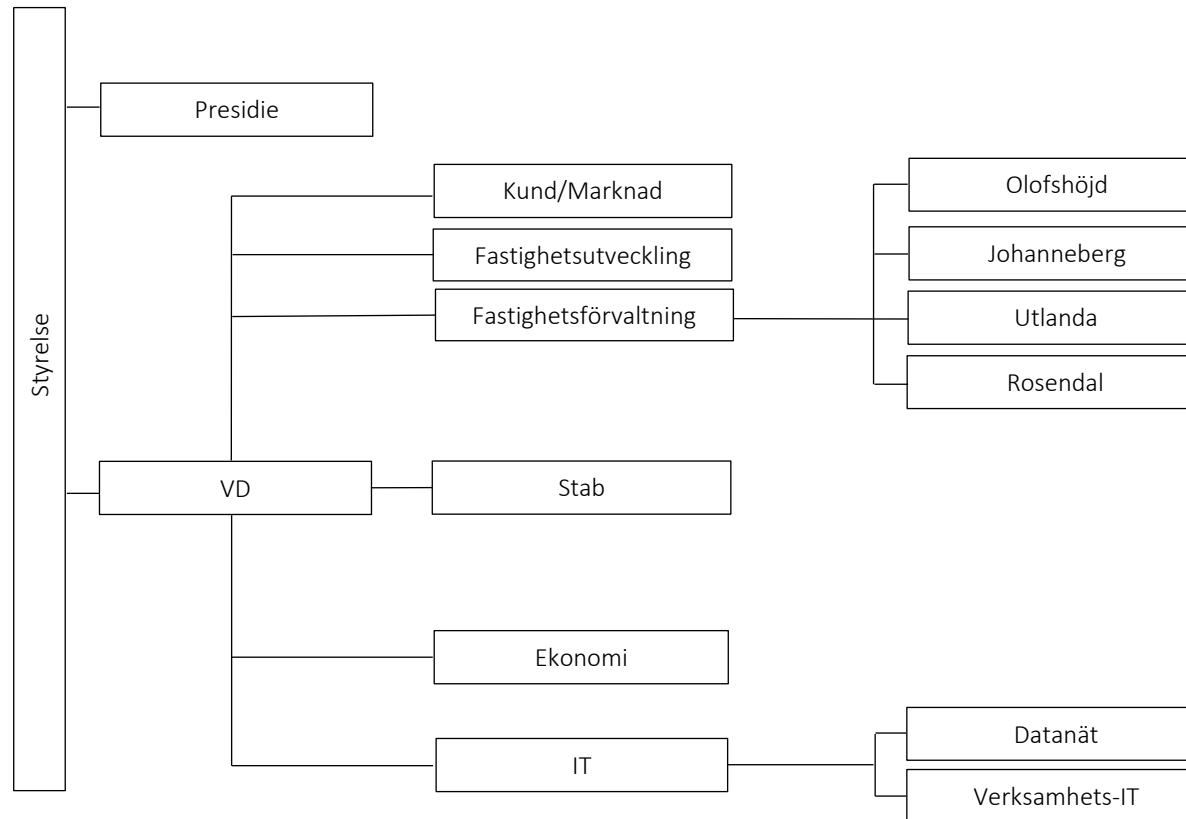 Styrelse
Presidie
Kund/Marknad
Fastighetsutveckling
Fastighetsförvaltning
Olofshöjd
Johanneberg
Utlanda
Rosendal
VD
Stab
Ekonomi
IT
Datanät
Verksamhets-IT